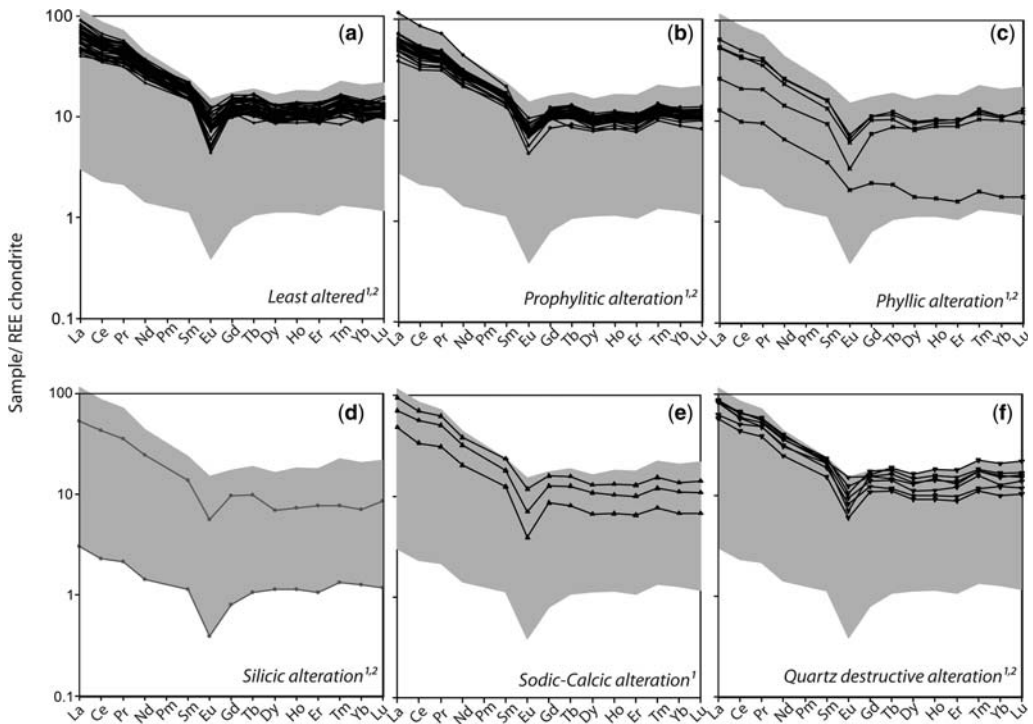 100
10
1
0.1
(a)
Least altered¹,²
La Ce Pr Nd Pm Sm Eu Gd Tb Dy Ho Er Tm Yb Lu
(b)
Prophylitic alteration¹,²
La Ce Pr Nd Pm Sm Eu Gd Tb Dy Ho Er Tm Yb Lu
(c)
Phyllic alteration¹,²
La Ce Pr Nd Pm Sm Eu Gd Tb Dy Ho Er Tm Yb Lu
Sample/ REE chondrite
100
10
1
0.1
(d)
Silicic alteration¹,²
La Ce Pr Nd Pm Sm Eu Gd Tb Dy Ho Er Tm Yb Lu
(e)
Sodic-Calcic alteration¹
La Ce Pr Nd Pm Sm Eu Gd Tb Dy Ho Er Tm Yb Lu
(f)
Quartz destructive alteration¹,²
La Ce Pr Nd Pm Sm Eu Gd Tb Dy Ho Er Tm Yb Lu